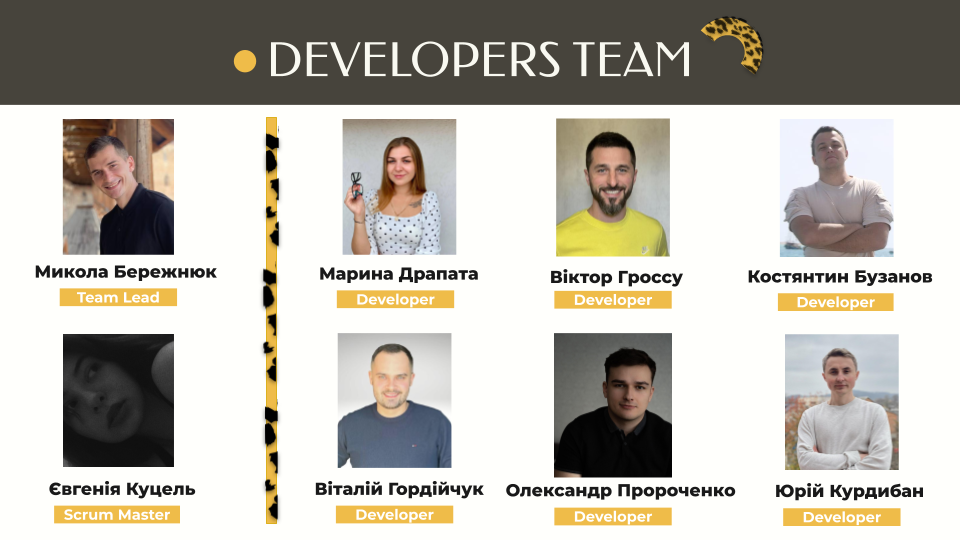 DEVELOPERS TEAM
Микола Бережнюк
Team Lead
Марина Драпата
Developer
Віктор Гроссу
Developer
Костянтин Бузанов
Developer
Євгенія Куцель
Scrum Master
Віталій Гордійчук
Developer
Олександр Пророченко
Developer
Юрій Курдибан
Developer